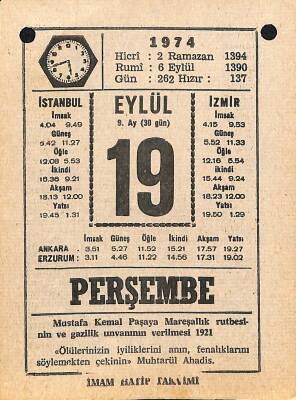 1974
Hicrî : 2 Ramazan 1394
Rumî : 6 Eylül 1390
Gün : 262 Hızır : 137
İSTANBUL
İmsak
4.04 9.49
Güneş
5.42 11.27
Öğle
12.08 5.53
İkindi
15.36 9.21
Akşam
18.13 12.00
Yatsı
19.45 1.31
EYLÜL
9. Ay (30 gün)
19
İZMİR
İmsak
4.15 9.53
Güneş
5.52 11.33
Öğle
12.16 5.54
İkindi
15.44 9.24
Akşam
18.23 12.00
Yatsı
19.50 1.29
İmsak Güneş Öğle İkindi Akşam Yatsı
ANKARA . 3.51 5.27 11.52 15.21 17.57 19.27
ERZURUM : 3.11 4.46 11.22 14.56 17.31 19.02
PERŞEMBE
Mustafa Kemal Paşaya Mareşallık rutbesi-
nin ve gazilik unvanının verilmesi 1921
«Ölülerinizin iyiliklerini anın, fenalıklarını
söylemekten çekinin» Muhtarül Ahadis.
İMAM HATİP TAKVİMİ